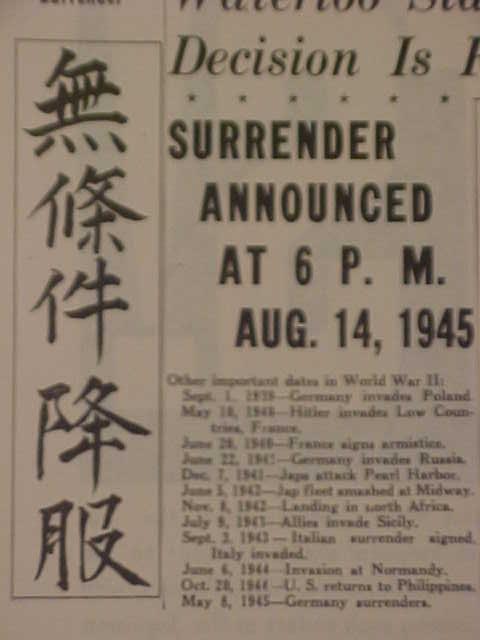 無條件降服
Decision Is
★ ★ ★ ★ ★ ★
SURRENDER
ANNOUNCED
AT 6 P. M.
AUG. 14, 1945
Other important dates in World War II:
Sept. 1, 1939—Germany invades Poland.
May 10, 1940—Hitler invades Low Coun-
tries, France.
June 20, 1940—France signs armistice.
June 22, 1941—Germany invades Russia.
Dec. 7, 1941—Japs attack Pearl Harbor.
June 5, 1942—Jap fleet smashed at Midway.
Nov. 8, 1942—Landing in north Africa.
July 9, 1943—Allies invade Sicily.
Sept. 3, 1943—Italian surrender signed.
Italy invaded.
June 6, 1944—Invasion at Normandy.
Oct. 20, 1944—U. S. returns to Philippines.
May 8, 1945—Germany surrenders.